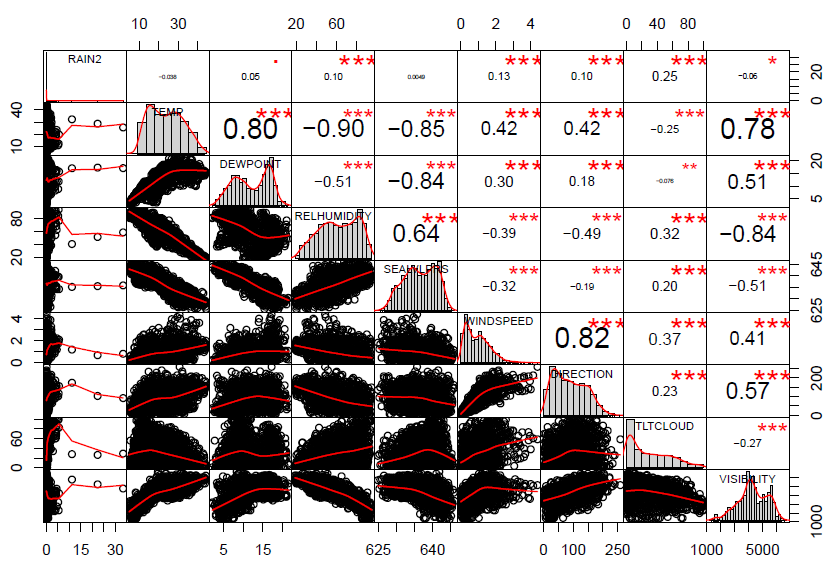 10 30 20 60 0 2 4 0 40 80
RAIN2 −0.038 0.05 . 0.10 *** 0.0049 0.13 *** 0.10 *** 0.25 *** −0.06 * 0 20
10 40 TEMP 0.80 *** −0.90 *** −0.85 *** 0.42 *** 0.42 *** −0.25 *** 0.78 ***
DEWPOINT −0.51 *** −0.84 *** 0.30 *** 0.18 *** −0.076 ** 0.51 *** 5 20
20 80 RELHUMIDITY 0.64 *** −0.39 *** −0.49 *** 0.32 *** −0.84 ***
−0.32 *** −0.19 *** 0.20 *** −0.51 *** 625 645
0 2 4 WINDSPEED 0.82 *** 0.37 *** 0.41 ***
DIRECTION 0.23 *** 0.57 *** 0 200
0 60 TLTCLOUD −0.27 ***
VISIBILITY 1000
0 15 30 5 15 625 640 0 100 250 1000 5000